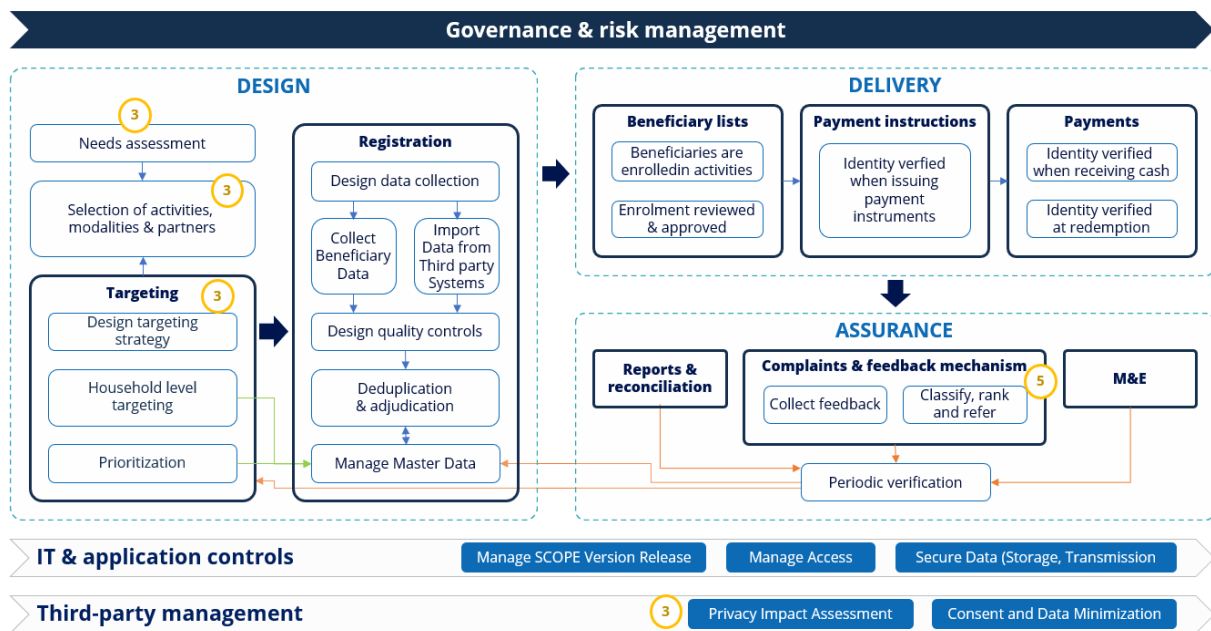 Governance & risk management
DESIGN
3
Needs assessment
3
Selection of activities,
modalities & partners
Targeting
3
Design targeting
strategy
Household level
targeting
Prioritization
Registration
Design data collection
Collect
Beneficiary
Data
Import
Data from
Third party
Systems
Design quality controls
Deduplication
& adjudication
Manage Master Data
DELIVERY
Beneficiary lists
Beneficiaries are
enrolledin activities
Enrolment reviewed
& approved
Payment instructions
Identity verfied
when issuing
payment
instruments
Payments
Identity verified
when receiving cash
Identity verified
at redemption
ASSURANCE
Reports &
reconciliation
Complaints & feedback mechanism
5
Collect feedback
Classify, rank
and refer
M&E
Periodic verification
IT & application controls
Manage SCOPE Version Release
Manage Access
Secure Data (Storage, Transmission
Third-party management
3
Privacy Impact Assessment
Consent and Data Minimization